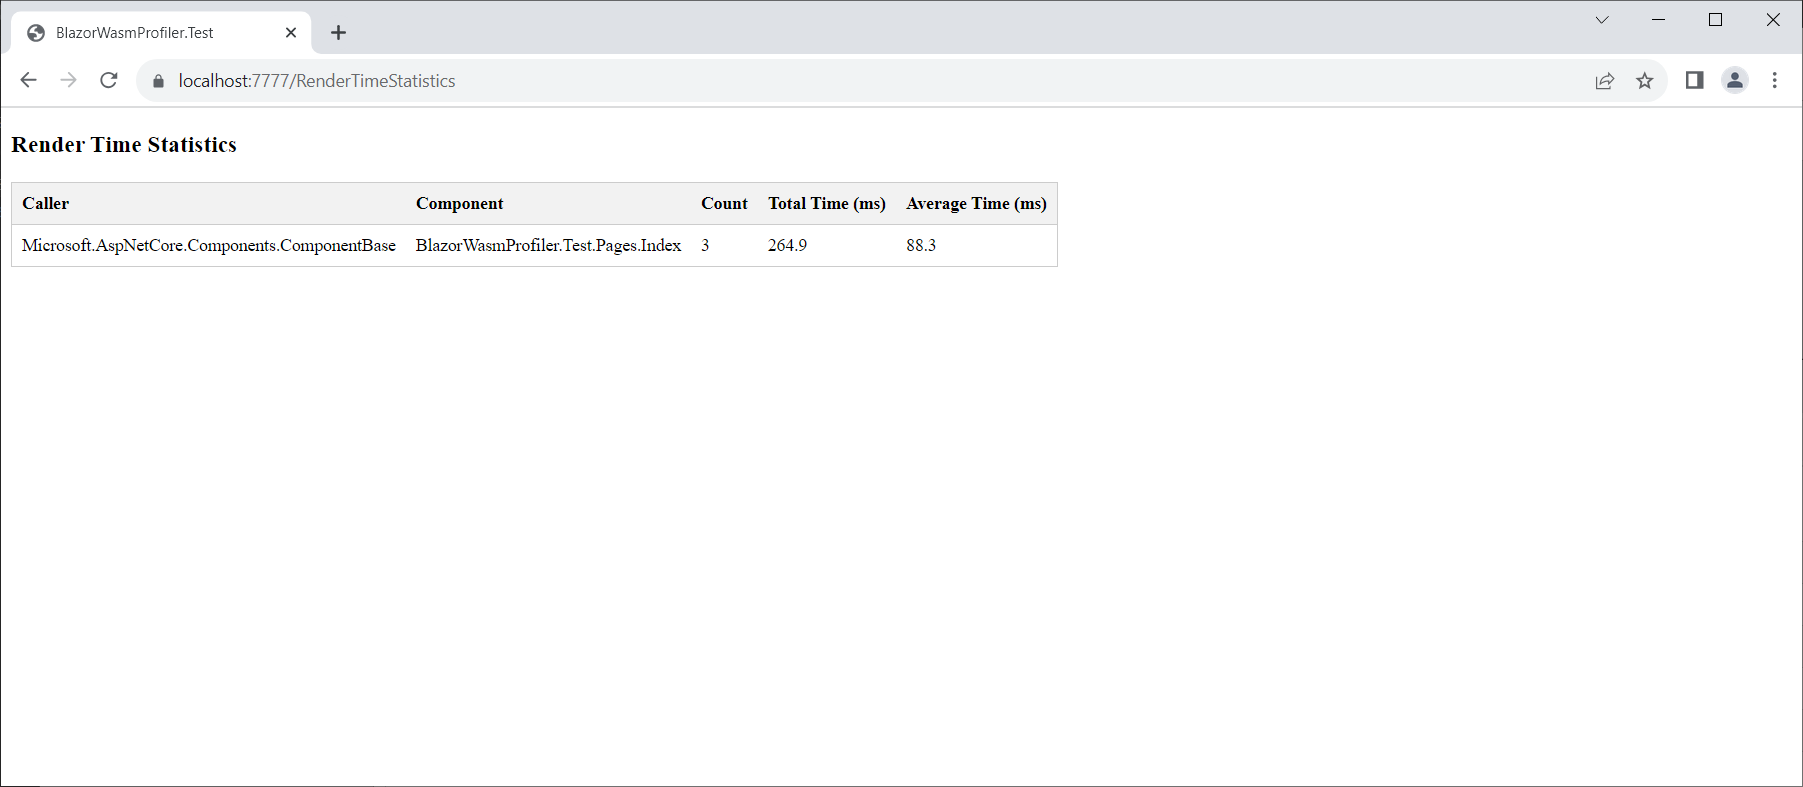 BlazorWasmProfiler.Test
localhost:7777/RenderTimeStatistics
Render Time Statistics
Caller Component Count Total Time (ms) Average Time (ms)
Microsoft.AspNetCore.Components.ComponentBase BlazorWasmProfiler.Test.Pages.Index 3 264.9 88.3